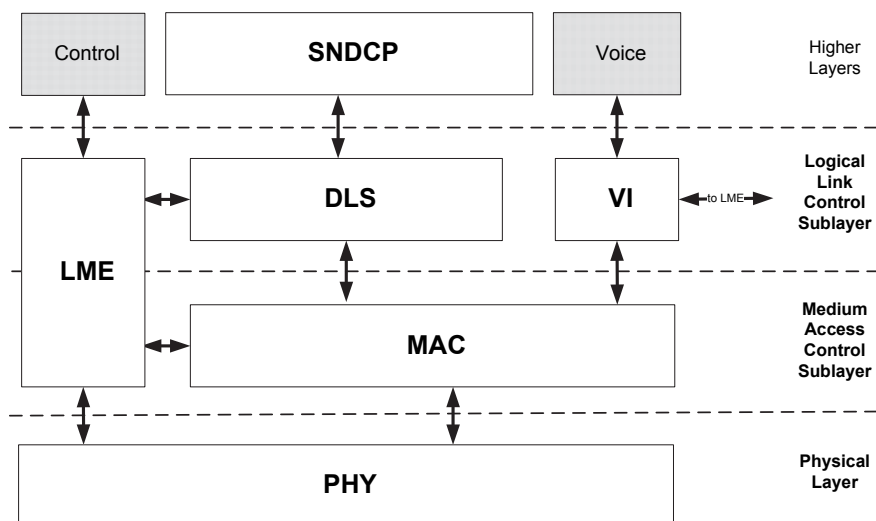 Control
SNDCP
Voice
Higher
Layers
DLS
VI
to LME
Logical
Link
Control
Sublayer
LME
MAC
Medium
Access
Control
Sublayer
PHY
Physical
Layer